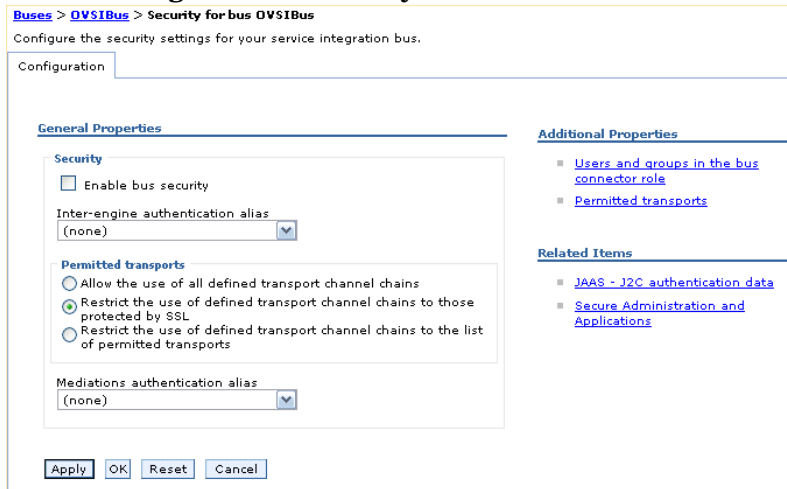 Buses > OVSIBus > Security for bus OVSIBus
Configure the security settings for your service integration bus.
Configuration
General Properties
Security
Enable bus security
Inter-engine authentication alias
(none)
Permitted transports
Allow the use of all defined transport channel chains
Restrict the use of defined transport channel chains to those
protected by SSL
Restrict the use of defined transport channel chains to the list
of permitted transports
Mediations authentication alias
(none)
Apply OK Reset Cancel
Additional Properties
Users and groups in the bus
connector role
Permitted transports
Related Items
JAAS - J2C authentication data
Secure Administration and
Applications